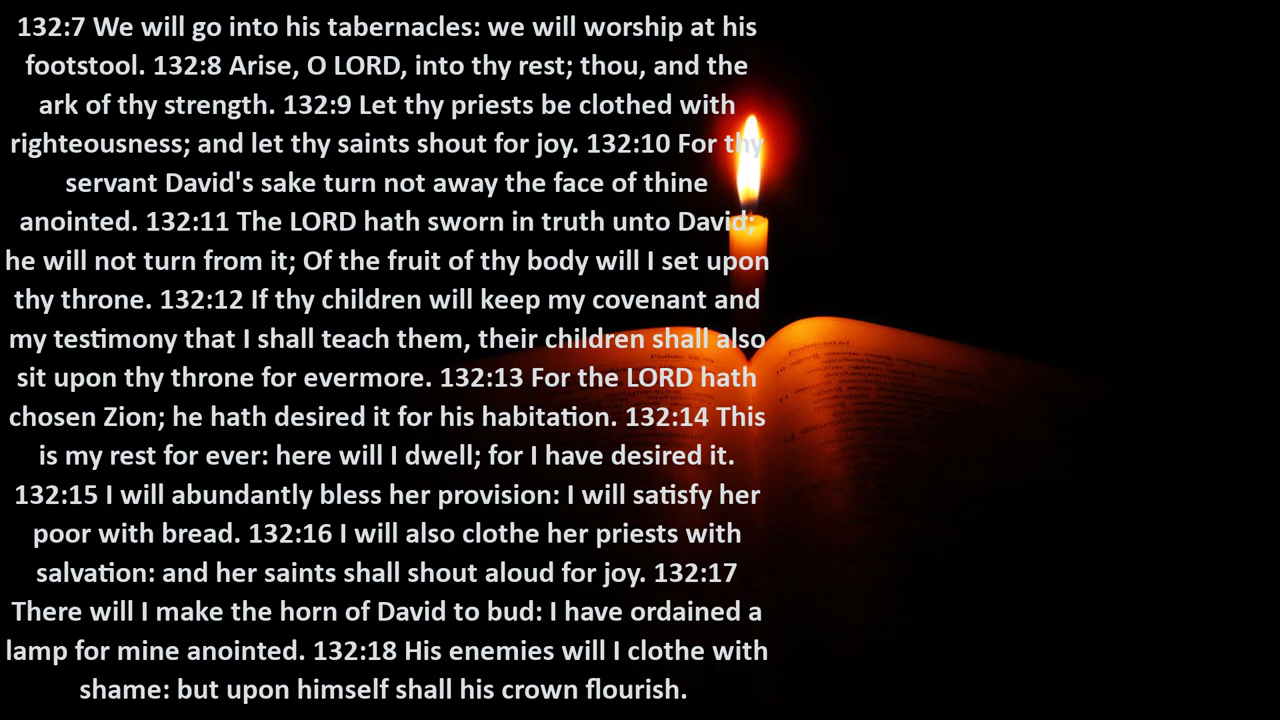 132:7 We will go into his tabernacles: we will worship at his
footstool. 132:8 Arise, O LORD, into thy rest; thou, and the
ark of thy strength. 132:9 Let thy priests be clothed with
righteousness; and let thy saints shout for joy. 132:10 For thy
servant David's sake turn not away the face of thine
anointed. 132:11 The LORD hath sworn in truth unto David;
he will not turn from it; Of the fruit of thy body will I set upon
thy throne. 132:12 If thy children will keep my covenant and
my testimony that I shall teach them, their children shall also
sit upon thy throne for evermore. 132:13 For the LORD hath
chosen Zion; he hath desired it for his habitation. 132:14 This
is my rest for ever: here will I dwell; for I have desired it.
132:15 I will abundantly bless her provision: I will satisfy her
poor with bread. 132:16 I will also clothe her priests with
salvation: and her saints shall shout aloud for joy. 132:17
There will I make the horn of David to bud: I have ordained a
lamp for mine anointed. 132:18 His enemies will I clothe with
shame: but upon himself shall his crown flourish.